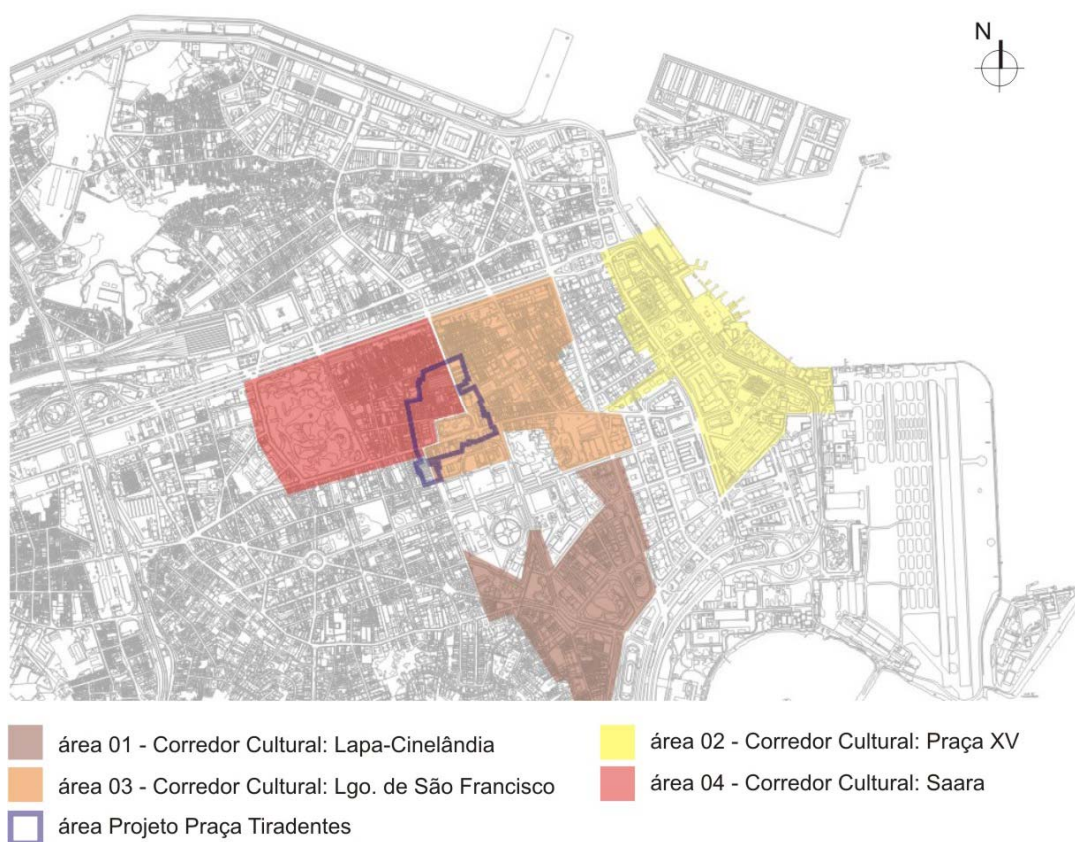 N
área 01 - Corredor Cultural: Lapa-Cinelândia
área 02 - Corredor Cultural: Praça XV
área 03 - Corredor Cultural: Lgo. de São Francisco
área 04 - Corredor Cultural: Saara
área Projeto Praça Tiradentes